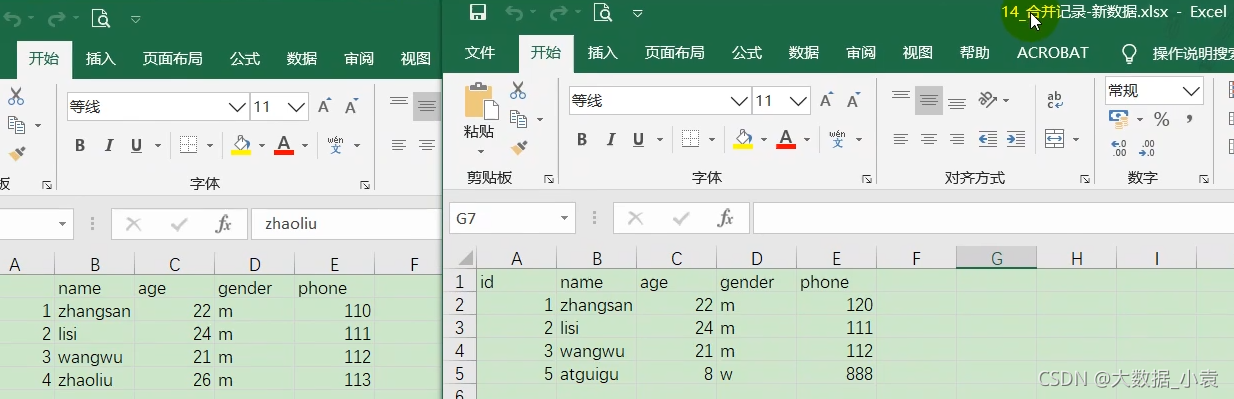 14_合并记录-新数据.xlsx - Excel
开始 插入 页面布局 公式 数据 审阅 视图
文件 开始 插入 页面布局 公式 数据 审阅 视图 帮助 ACROBAT 操作说明搜索
等线 11 A A
B I U A wén 文
板 字体
等线 11 A A ab 常规
粘贴 B I U A wén 文 % ,
剪贴板 字体 对齐方式 数字
fx zhaoliu
G7 fx
A B C D E F
name age gender phone
1 zhangsan 22 m 110
2 lisi 24 m 111
3 wangwu 21 m 112
4 zhaoliu 26 m 113
A B C D E F G H I
1 id name age gender phone
2 1 zhangsan 22 m 120
3 2 lisi 24 m 111
4 3 wangwu 21 m 112
5 5 atguigu 8 w 888
6
CSDN @大数据_小袁